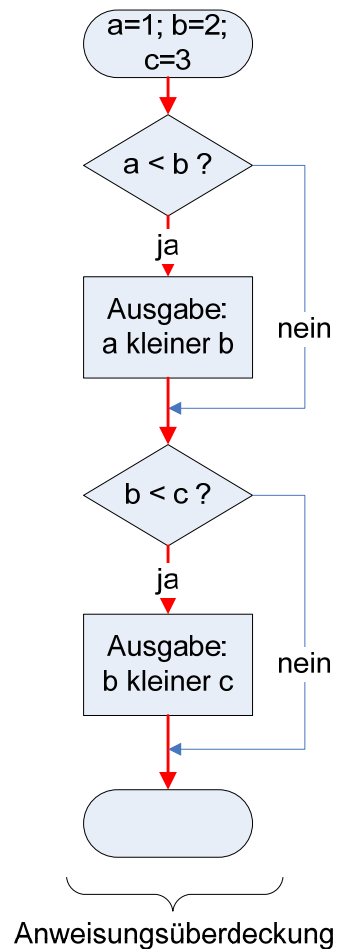 a=1; b=2;
c=3
a < b ?
ja
Ausgabe:
a kleiner b
nein
b < c ?
ja
Ausgabe:
b kleiner c
nein
Anweisungsüberdeckung